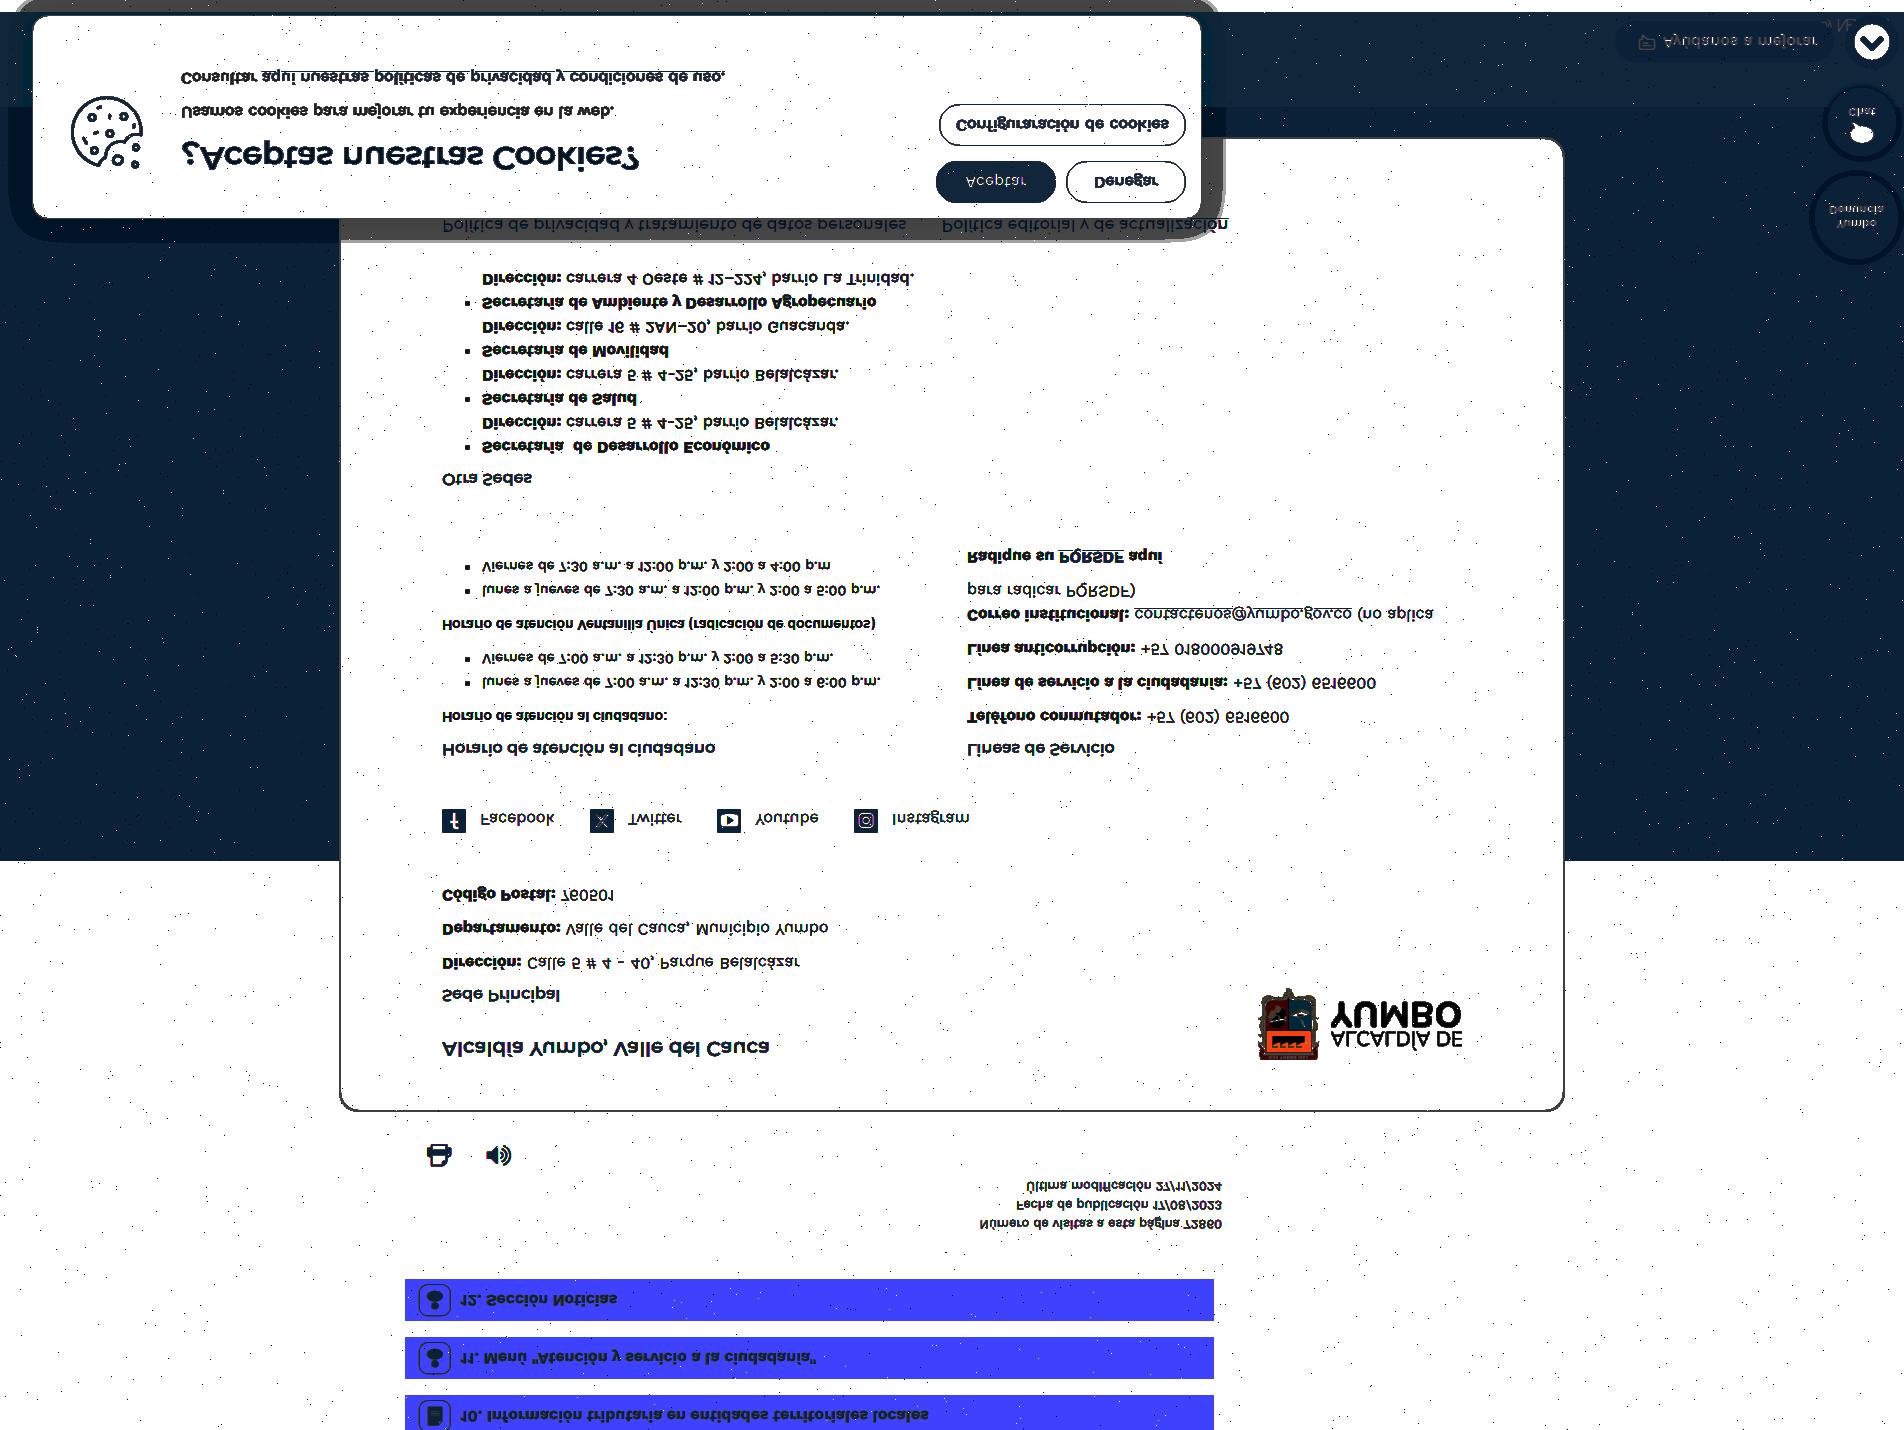 10. Información tributaria en entidades territoriales locales
11. Menú "Atención y servicio a la ciudadanía"
12. Sección Noticias
Número de visitas a esta página 72860
Fecha de publicación 17/08/2023
Última modificación 27/11/2024
Alcaldía Yumbo, Valle del Cauca
ALCALDÍA DE
YUMBO
Sede Principal
Dirección: Calle 5 # 4 - 40, Parque Belalcázar
Departamento: Valle del Cauca, Municipio Yumbo
Código Postal: 760501
Facebook Twitter Youtube Instagram
Horario de atención al ciudadano
Horario de atención al ciudadano:
lunes a jueves de 7:00 a.m. a 12:30 p.m. y 2:00 a 6:00 p.m.
Viernes de 7:00 a.m. a 12:30 p.m. y 2:00 a 5:30 p.m.
Horario de atención Ventanilla Única (radicación de documentos)
lunes a jueves de 7:30 a.m. a 12:00 p.m. y 2:00 a 5:00 p.m.
Viernes de 7:30 a.m. a 12:00 p.m. y 2:00 a 4:00 p.m
Líneas de Servicio
Teléfono conmutador: +57 (602) 6516600
Línea de servicio a la ciudadanía: +57 (602) 6516600
Línea anticorrupción: +57 018000919748
Correo institucional: contactenos@yumbo.gov.co (no aplica
para radicar PQRSDF)
Radique su PQRSDF aquí
Otra Sedes
Secretaría  de Desarrollo Económico
Dirección: carrera 5 # 4-25, barrio Belalcázar.
Secretaría de Salud
Dirección: carrera 5 # 4-25, barrio Belalcázar.
Secretaría de Movilidad
Dirección: calle 16 # 2AN-20, barrio Guacanda.
Secretaría de Ambiente y Desarrollo Agropecuario
Dirección: carrera 4 Oeste # 12-224, barrio La Trinidad.
Política de privacidad y tratamiento de datos personales Política editorial y de actualización
Yumbo
Denuncia
Chat
Ayúdanos a mejorar
¿Aceptas nuestras Cookies?
Usamos cookies para mejorar tu experiencia en la web.
Consultar aquí nuestras políticas de privacidad y condiciones de uso.
Aceptar
Denegar
Configuraración de cookies